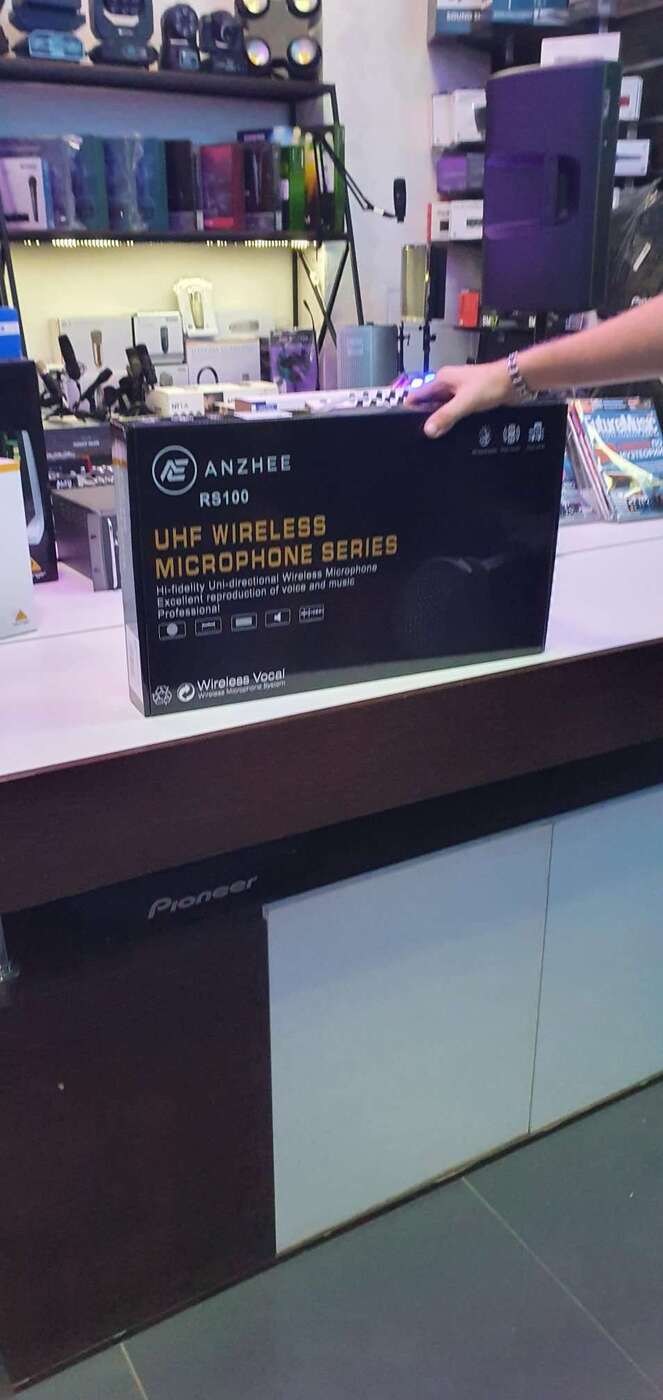 ANZHEE
RS100
UHF WIRELESS
MICROPHONE SERIES
Hi-fidelity Uni-directional Wireless Microphone
Excellent reproduction of voice and music
Professional
Wireless Vocal
Wireless Microphone System
FutureMusic
Pioneer